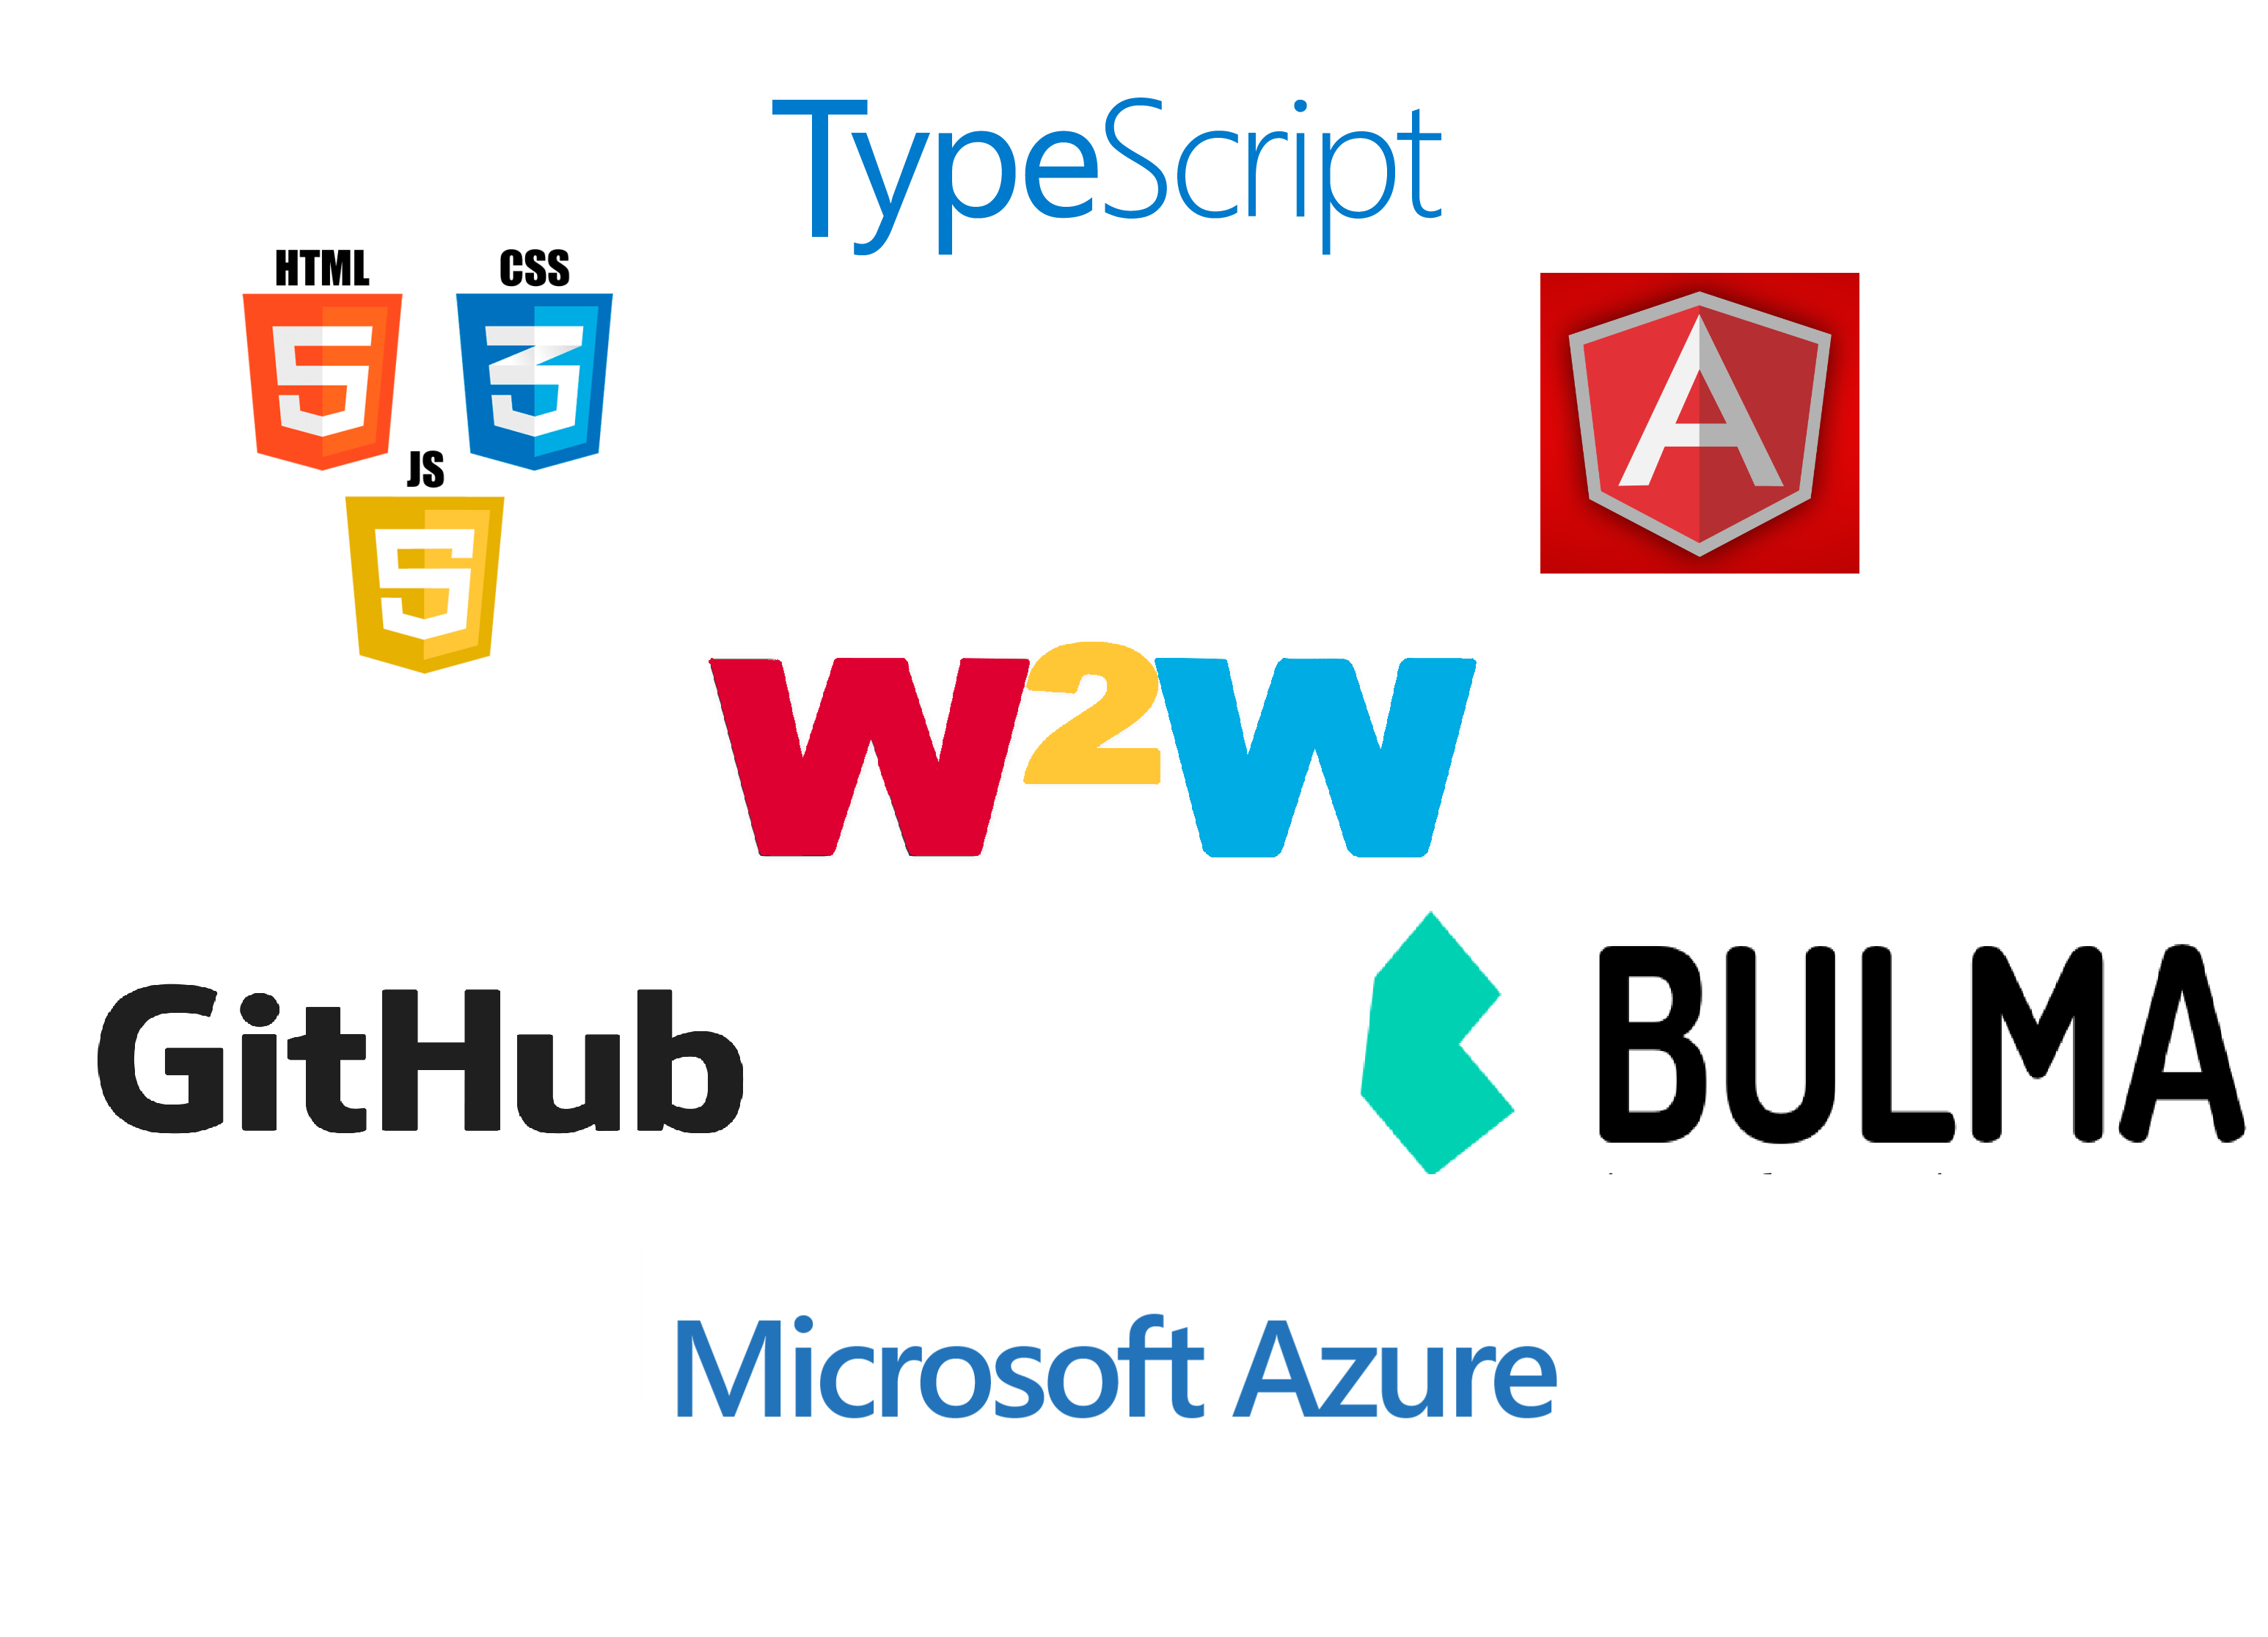 TypeScript
HTML CSS
JS
W2W
GitHub
BULMA
Microsoft Azure